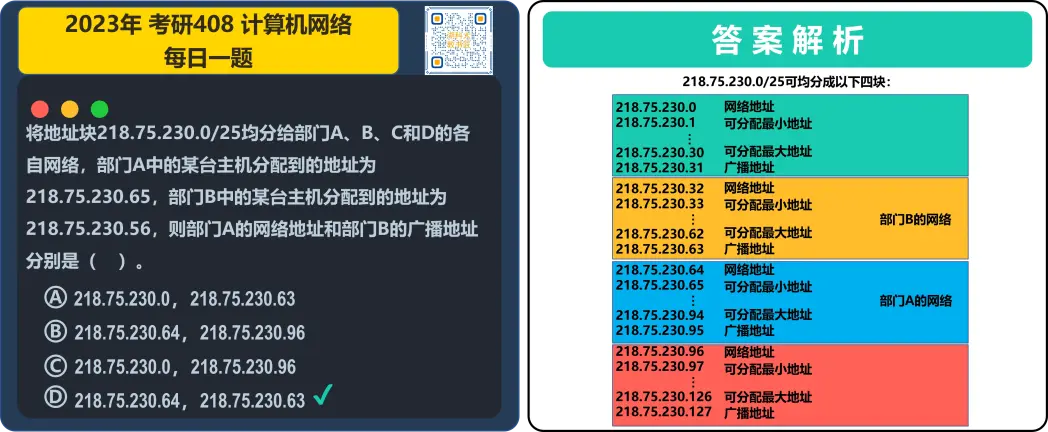 2023年 考研408 计算机网络
每日一题
将地址块218.75.230.0/25均分给部门A、B、C和D的各
自网络，部门A中的某台主机分配到的地址为
218.75.230.65，部门B中的某台主机分配到的地址为
218.75.230.56，则部门A的网络地址和部门B的广播地址
分别是（　）。
Ⓐ 218.75.230.0，218.75.230.63
Ⓑ 218.75.230.64，218.75.230.96
Ⓒ 218.75.230.0，218.75.230.96
Ⓓ 218.75.230.64，218.75.230.63 ✓
答案解析
218.75.230.0/25可均分成以下四块：
218.75.230.0 网络地址
218.75.230.1 可分配最小地址
⋮
218.75.230.30 可分配最大地址
218.75.230.31 广播地址
218.75.230.32 网络地址
218.75.230.33 可分配最小地址
部门B的网络
⋮
218.75.230.62 可分配最大地址
218.75.230.63 广播地址
218.75.230.64 网络地址
218.75.230.65 可分配最小地址
部门A的网络
⋮
218.75.230.94 可分配最大地址
218.75.230.95 广播地址
218.75.230.96 网络地址
218.75.230.97 可分配最小地址
⋮
218.75.230.126 可分配最大地址
218.75.230.127 广播地址